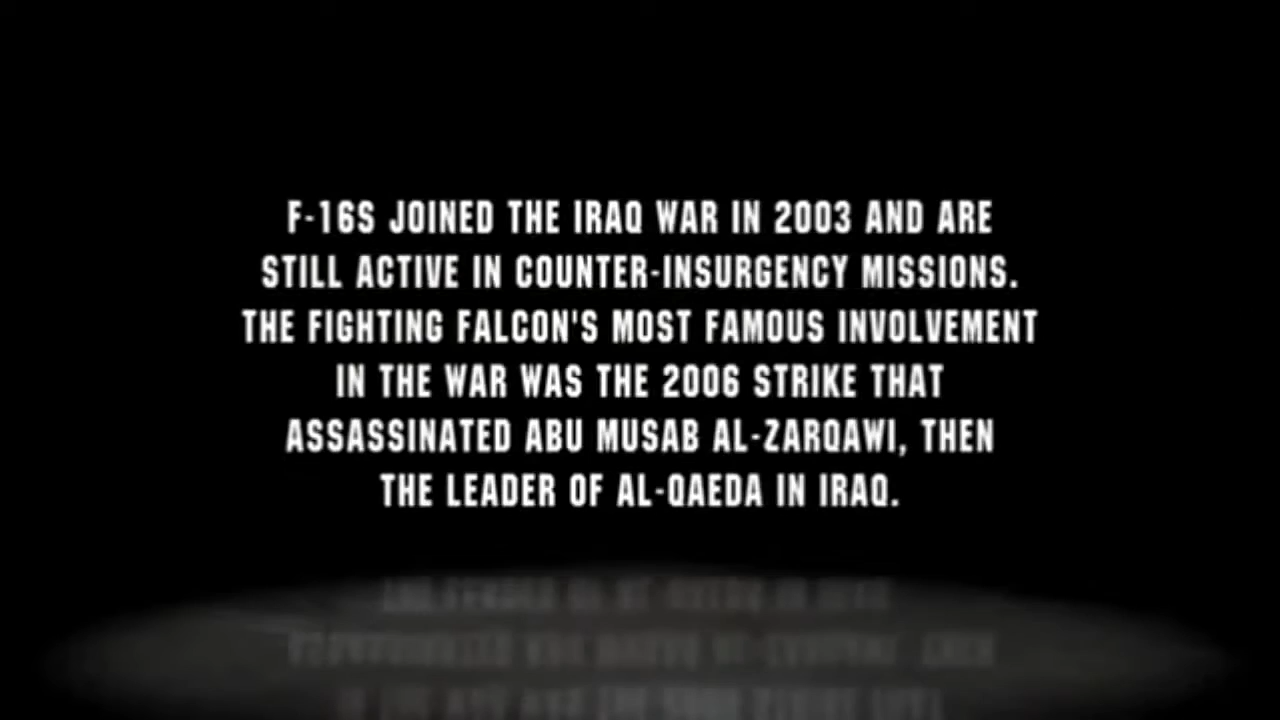 F-16S JOINED THE IRAQ WAR IN 2003 AND ARE
STILL ACTIVE IN COUNTER-INSURGENCY MISSIONS.
THE FIGHTING FALCON'S MOST FAMOUS INVOLVEMENT
IN THE WAR WAS THE 2006 STRIKE THAT
ASSASSINATED ABU MUSAB AL-ZARQAWI, THEN
THE LEADER OF AL-QAEDA IN IRAQ.